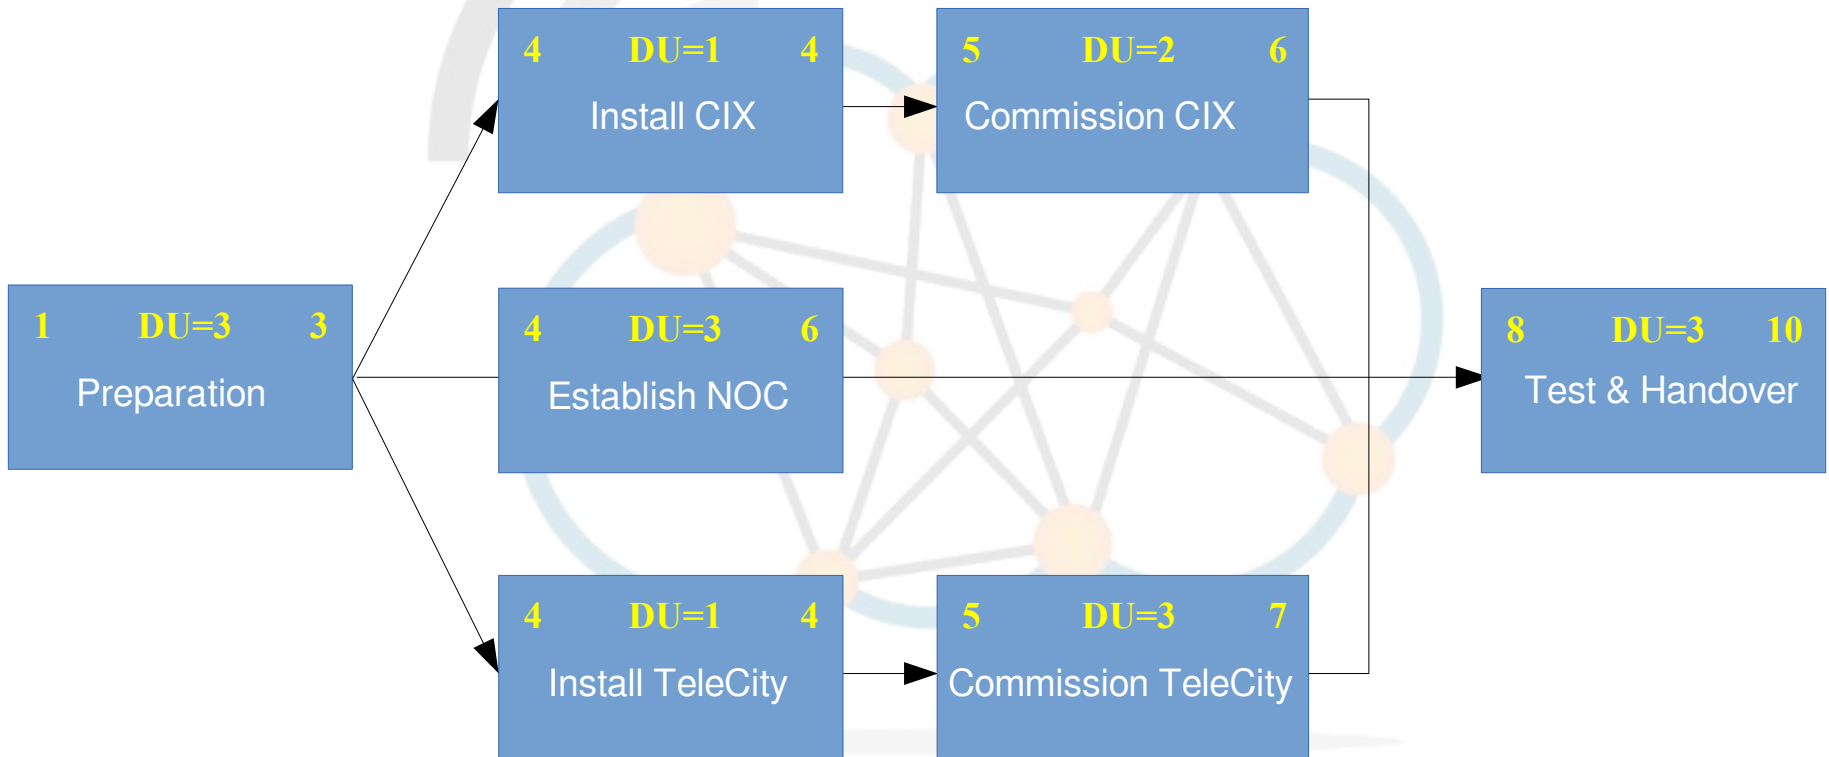 4 DU=1 4
Install CIX
5 DU=2 6
Commission CIX
1 DU=3 3
Preparation
4 DU=3 6
Establish NOC
8 DU=3 10
Test & Handover
4 DU=1 4
Install TeleCity
5 DU=3 7
Commission TeleCity